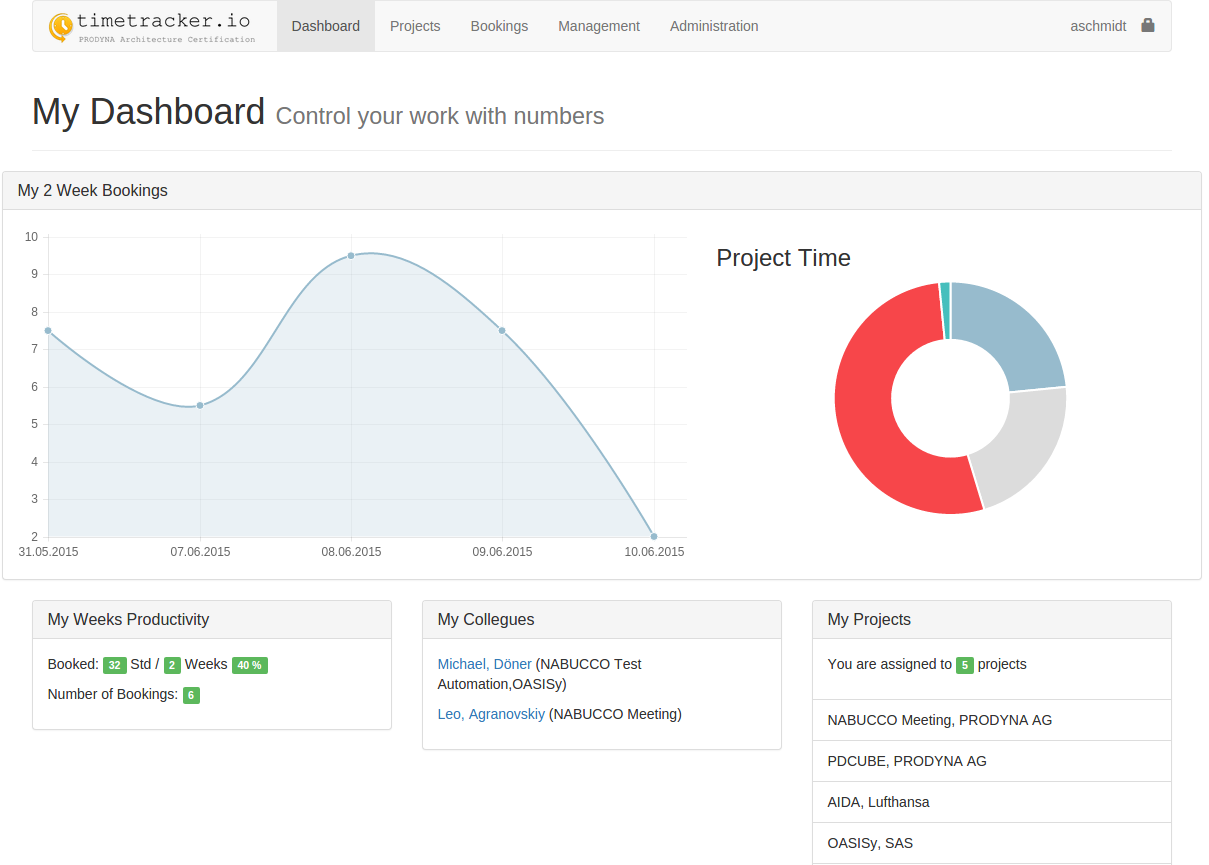 timetracker.io
PRODYNA Architecture Certification
Dashboard
Projects
Bookings
Management
Administration
aschmidt
My Dashboard Control your work with numbers
My 2 Week Bookings
10
9
8
7
6
5
4
3
2
31.05.2015
07.06.2015
08.06.2015
09.06.2015
10.06.2015
Project Time
My Weeks Productivity
Booked: 32 Std / 2 Weeks 40 %
Number of Bookings: 6
My Collegues
Michael, Döner (NABUCCO Test
Automation,OASISy)
Leo, Agranovskiy (NABUCCO Meeting)
My Projects
You are assigned to 5 projects
NABUCCO Meeting, PRODYNA AG
PDCUBE, PRODYNA AG
AIDA, Lufthansa
OASISy, SAS